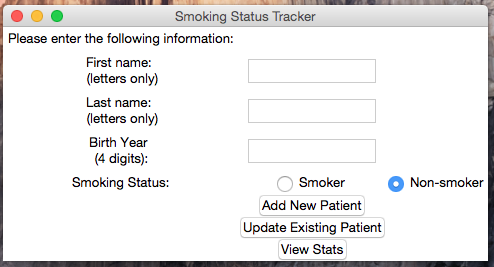 Smoking Status Tracker
Please enter the following information:
First name:
(letters only)
Last name:
(letters only)
Birth Year
(4 digits):
Smoking Status: Smoker Non-smoker
Add New Patient
Update Existing Patient
View Stats